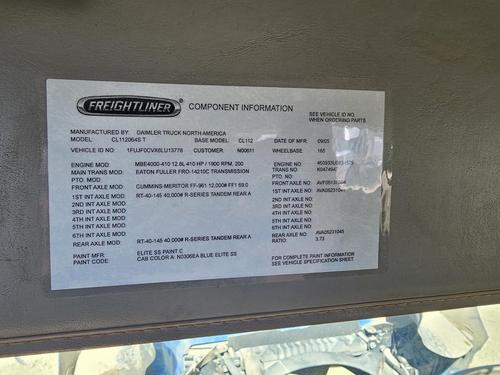 FREIGHTLINER COMPONENT INFORMATION
SEE VEHICLE ID NO.
WHEN ORDERING PARTS
MANUFACTURED BY: DAIMLER TRUCK NORTH AMERICA
MODEL: CL112064S T BASE MODEL: CL112 DATE OF MFG 09/05
VEHICLE ID NO: CUSTOMER N00611 WHEELBASE 165
ENGINE MOD: MBE4000-410 12.8L 410 HP / 1900 RPM, 200 ENGINE NO:
MAIN TRANS MOD: EATON FULLER FRO-14210C TRANSMISSION TRANS NO
PTO. MOD: PTO. NO:
FRONT AXLE MOD: CUMMINS-MERITOR FF-961 12,000# FF1 69.0 FRONT AXLE NO:
1ST INT AXLE MOD: RT-40-145 40,000# R-SERIES TANDEM REAR A 1ST INT AXLE NO:
2ND INT AXLE MOD: 2ND INT AXLE NO:
3RD INT AXLE MOD: 3RD INT AXLE NO:
4TH INT AXLE MOD: 4TH INT AXLE NO:
5TH INT AXLE MOD: 5TH INT AXLE NO:
6TH INT AXLE MOD: 6TH INT AXLE NO:
REAR AXLE MOD: RT-40-145 40,000# R-SERIES TANDEM REAR A REAR AXLE NO: AVA05231045
RATIO: 3.73
PAINT MFR: ELITE SS PAINT C
PAINT CODE: CAB COLOR A: N0306EA BLUE ELITE SS
FOR COMPLETE PAINT INFORMATION
SEE VEHICLE SPECIFICATION SHEET.